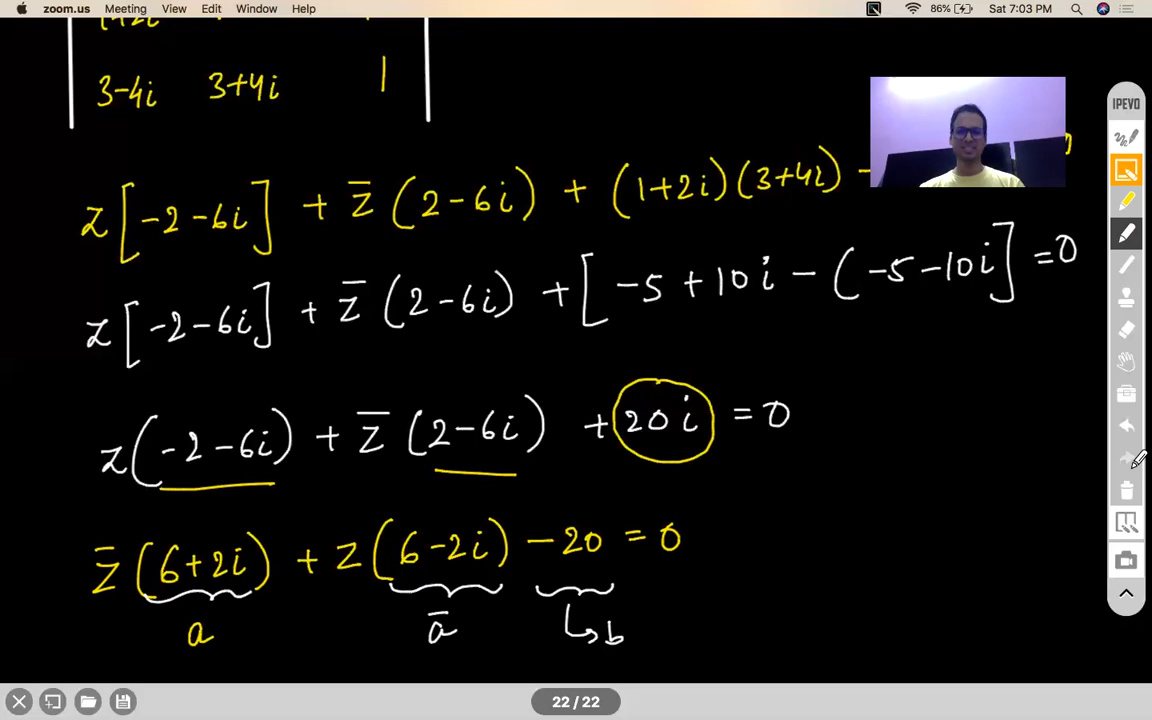 zoom.us Meeting View Edit Window Help 86% Sat 7:03 PM
3-4i 3+4i 1
IPEVO
z[-2-6i] + z̄(2-6i) + (1+2i)(3+4i) -
z[-2-6i] + z̄(2-6i) + [-5+10i-(-5-10i] = 0
z(-2-6i) + z̄(2-6i) + 20i = 0
z̄(6+2i) + z(6-2i) - 20 = 0
a ā b
22 / 22